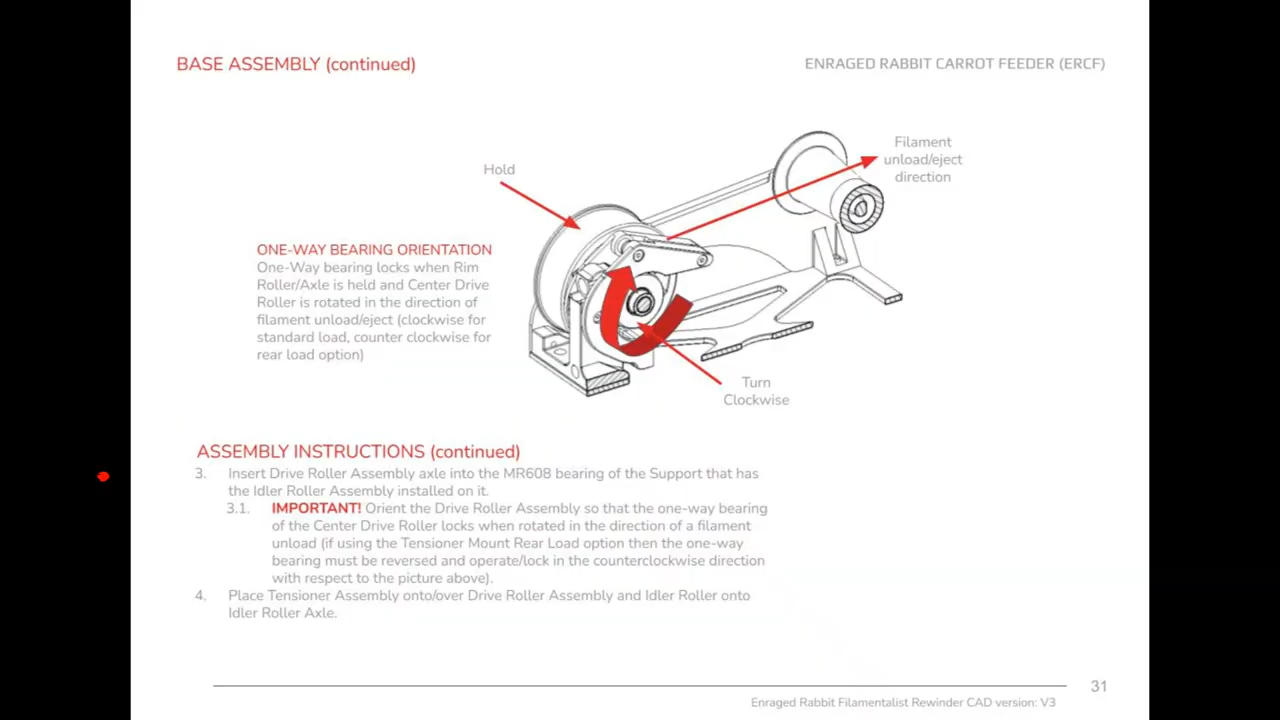 BASE ASSEMBLY (continued)
ENRAGED RABBIT CARROT FEEDER (ERCF)
Filament
unload/eject
direction
Hold
ONE-WAY BEARING ORIENTATION
One-Way bearing locks when Rim
Roller/Axle is held and Center Drive
Roller is rotated in the direction of
filament unload/eject (clockwise for
standard load, counter clockwise for
rear load option)
Turn
Clockwise
ASSEMBLY INSTRUCTIONS (continued)
3. Insert Drive Roller Assembly axle into the MR608 bearing of the Support that has
the Idler Roller Assembly installed on it.
3.1. IMPORTANT! Orient the Drive Roller Assembly so that the one-way bearing
of the Center Drive Roller locks when rotated in the direction of a filament
unload (if using the Tensioner Mount Rear Load option then the one-way
bearing must be reversed and operate/lock in the counterclockwise direction
with respect to the picture above).
4. Place Tensioner Assembly onto/over Drive Roller Assembly and Idler Roller onto
Idler Roller Axle.
31
Enraged Rabbit Filamentalist Rewinder CAD version: V3